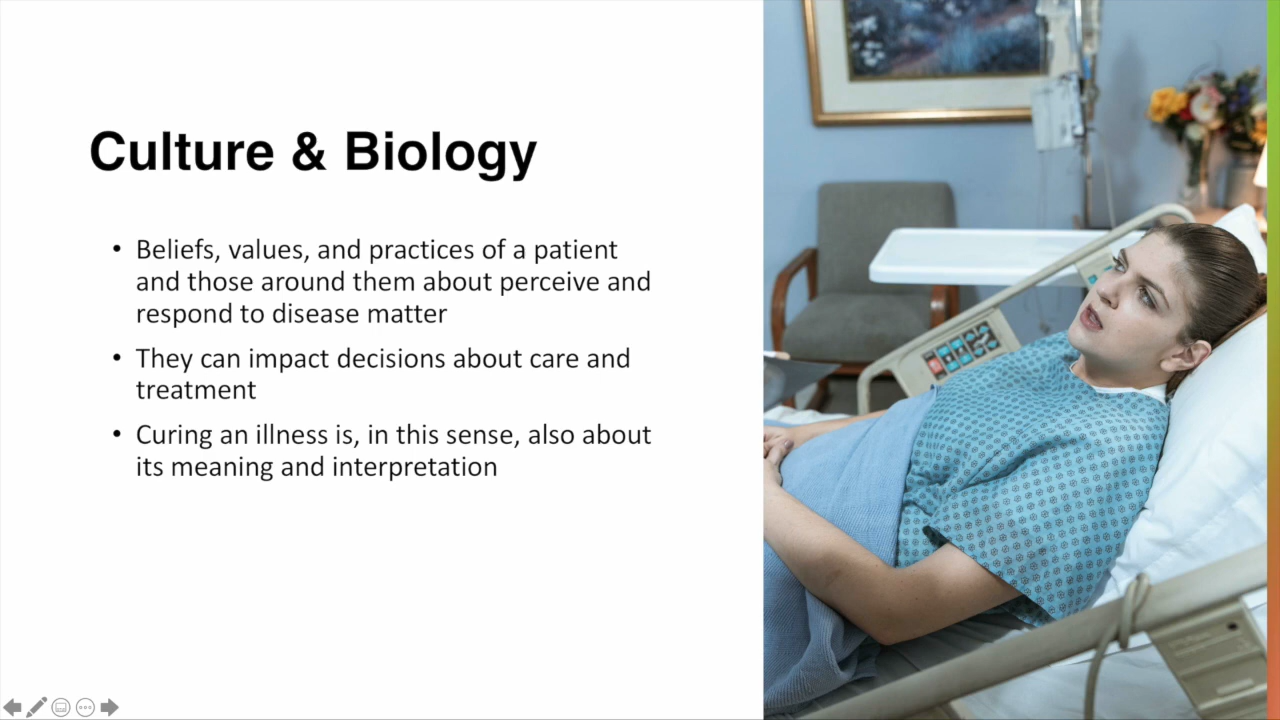 Culture & Biology
• Beliefs, values, and practices of a patient
and those around them about perceive and
respond to disease matter
• They can impact decisions about care and
treatment
• Curing an illness is, in this sense, also about
its meaning and interpretation